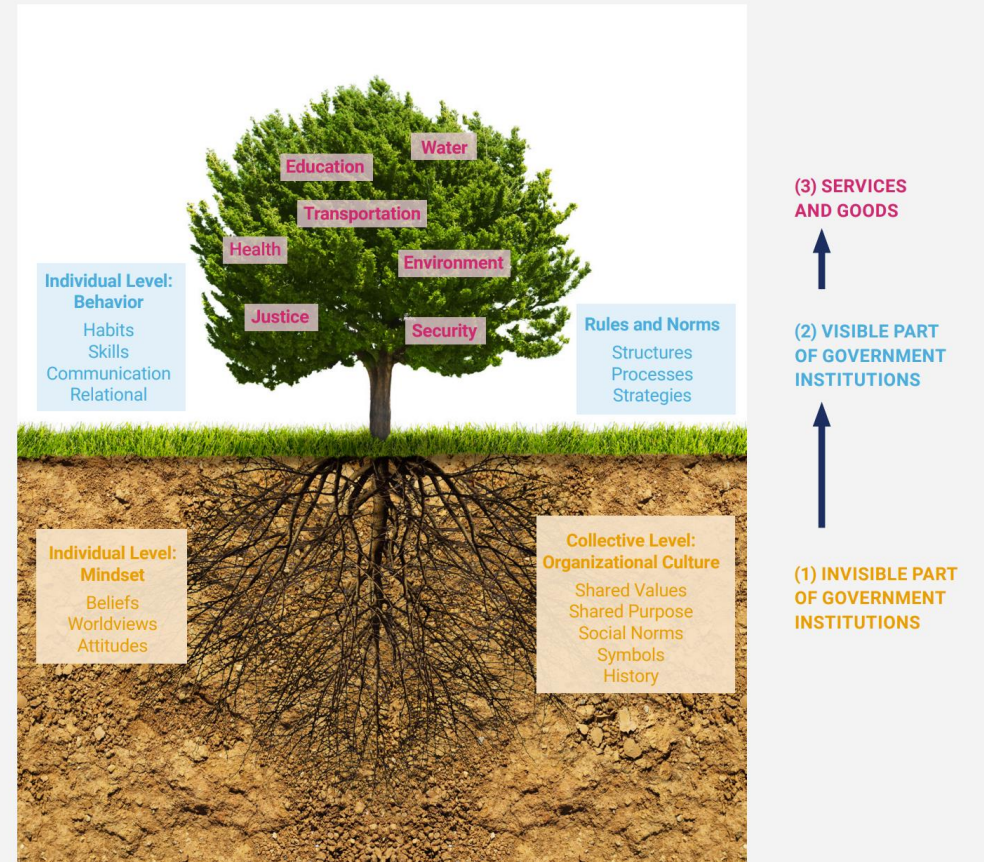 Water
Education
Transportation
Health
Environment
Justice
Security
Individual Level:
Behavior
Habits
Skills
Communication
Relational
Rules and Norms
Structures
Processes
Strategies
Individual Level:
Mindset
Beliefs
Worldviews
Attitudes
Collective Level:
Organizational Culture
Shared Values
Shared Purpose
Social Norms
Symbols
History
(3) SERVICES
AND GOODS
(2) VISIBLE PART
OF GOVERNMENT
INSTITUTIONS
(1) INVISIBLE PART
OF GOVERNMENT
INSTITUTIONS